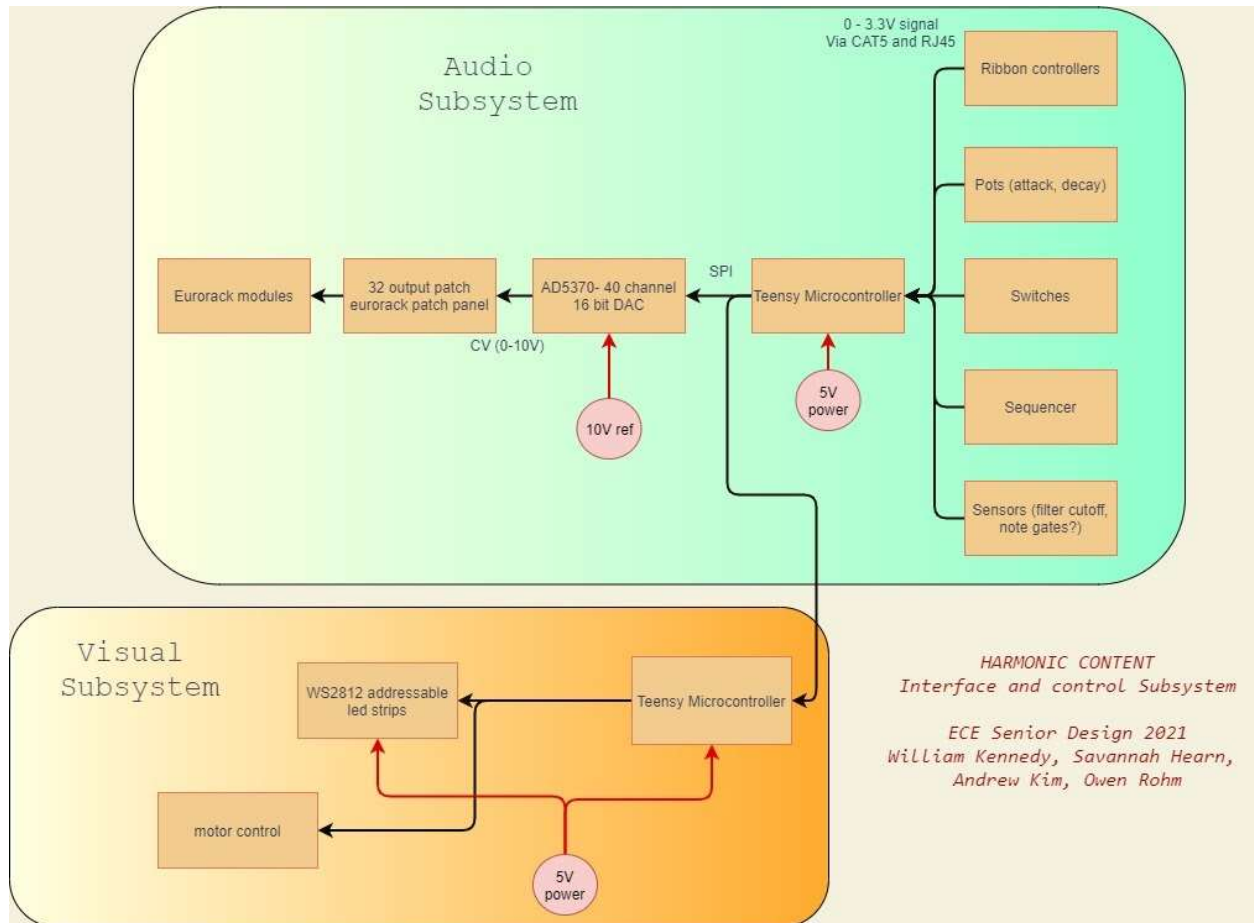 Audio
Subsystem
0 - 3.3V signal
Via CAT5 and RJ45
Ribbon controllers
Pots (attack, decay)
Switches
Sequencer
Sensors (filter cutoff,
note gates?)
Eurorack modules
32 output patch
eurorack patch panel
AD5370- 40 channel
16 bit DAC
SPI
Teensy Microcontroller
CV (0-10V)
10V ref
5V
power
Visual
Subsystem
WS2812 addressable
led strips
Teensy Microcontroller
motor control
5V
power
HARMONIC CONTENT
Interface and control Subsystem
ECE Senior Design 2021
William Kennedy, Savannah Hearn,
Andrew Kim, Owen Rohm